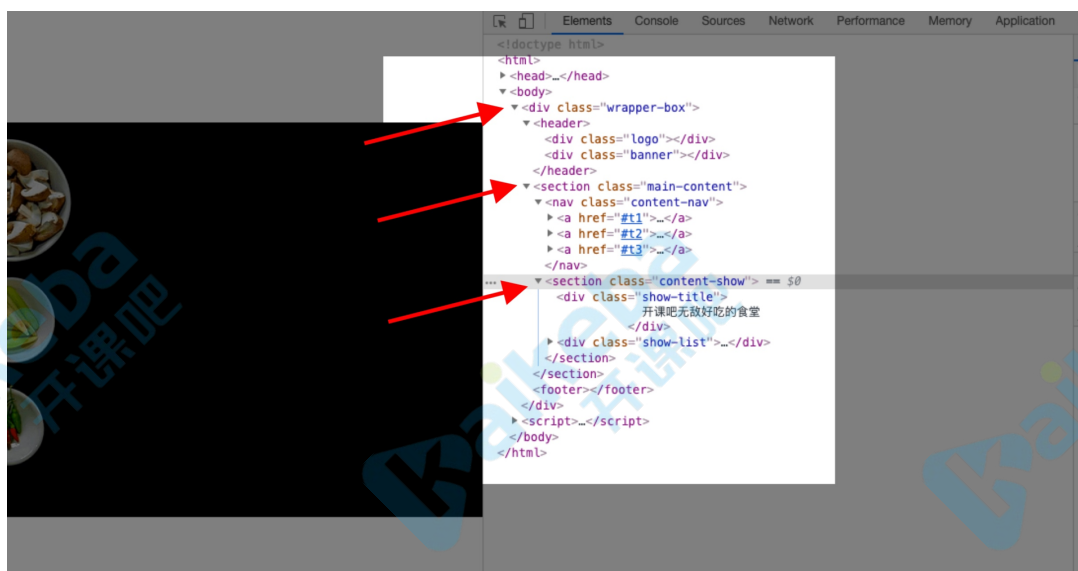 Elements Console Sources Network Performance Memory Application
<!doctype html>
<html>
<head>…</head>
<body>
<div class="wrapper-box">
<header>
<div class="logo"></div>
<div class="banner"></div>
</header>
<section class="main-content">
<nav class="content-nav">
<a href="#t1">…</a>
<a href="#t2">…</a>
<a href="#t3">…</a>
</nav>
<section class="content-show"> == $0
<div class="show-title">
开课吧无敌好吃的食堂
</div>
<div class="show-list">…</div>
</section>
</section>
<footer></footer>
</div>
<script>…</script>
</body>
</html>
kaikeba
开课吧